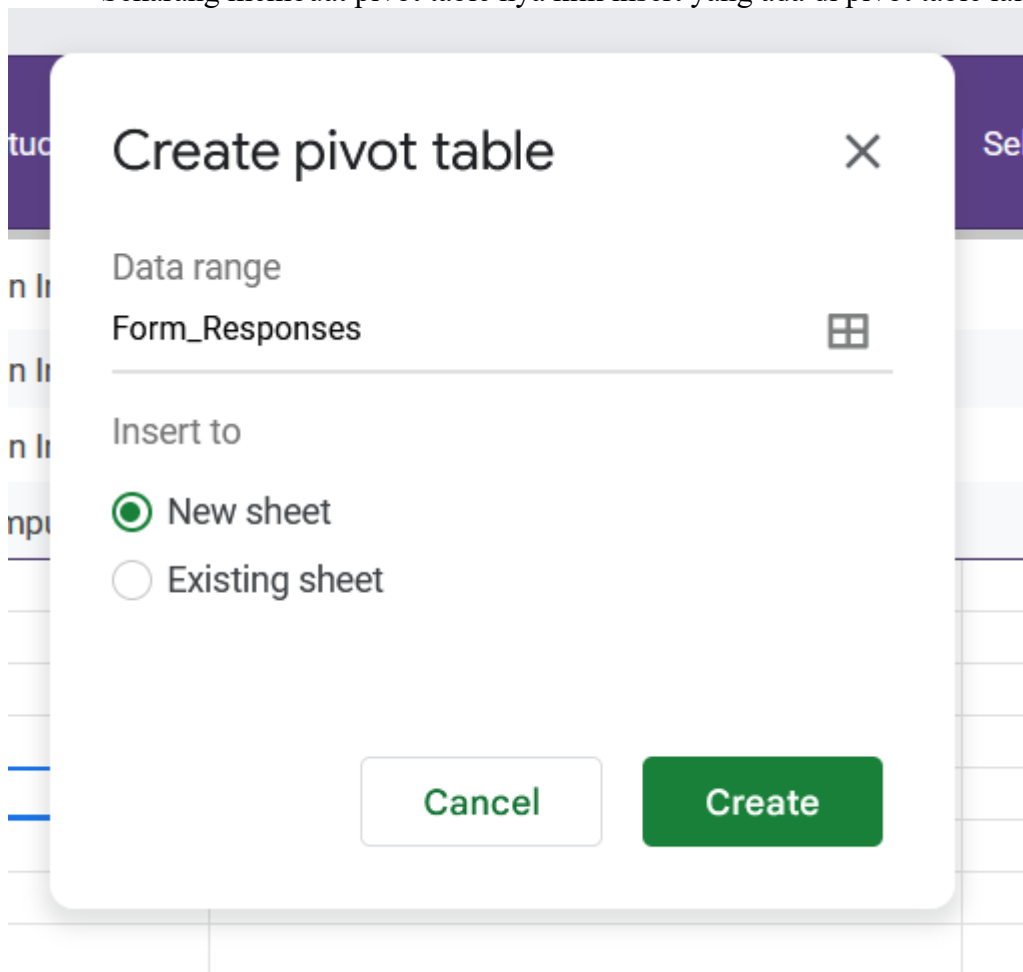 Create pivot table
Data range
Form_Responses
Insert to
New sheet
Existing sheet
Cancel
Create